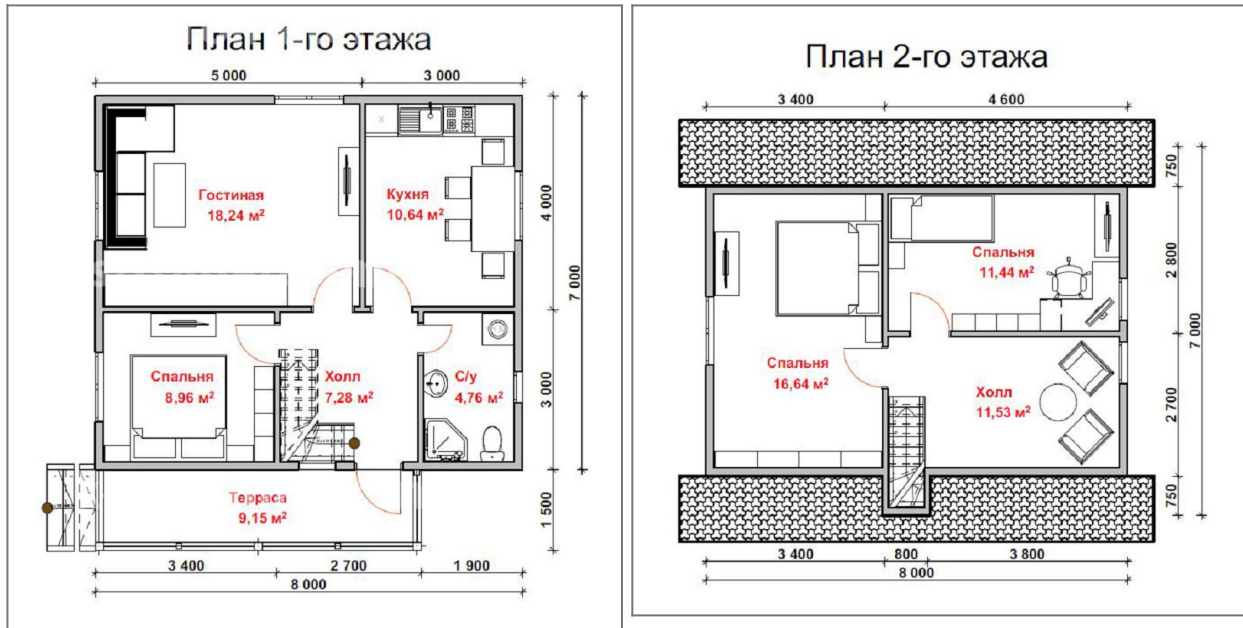 План 1-го этажа
5 000
3 000
Гостиная
18,24 м²
Кухня
10,64 м²
4 000
7 000
Спальня
8,96 м²
Холл
7,28 м²
С/у
4,76 м²
3 000
Терраса
9,15 м²
1 500
3 400
2 700
1 900
8 000
План 2-го этажа
3 400
4 600
750
Спальня
11,44 м²
2 800
7 000
Спальня
16,64 м²
Холл
11,53 м²
2 700
750
3 400
800
3 800
8 000